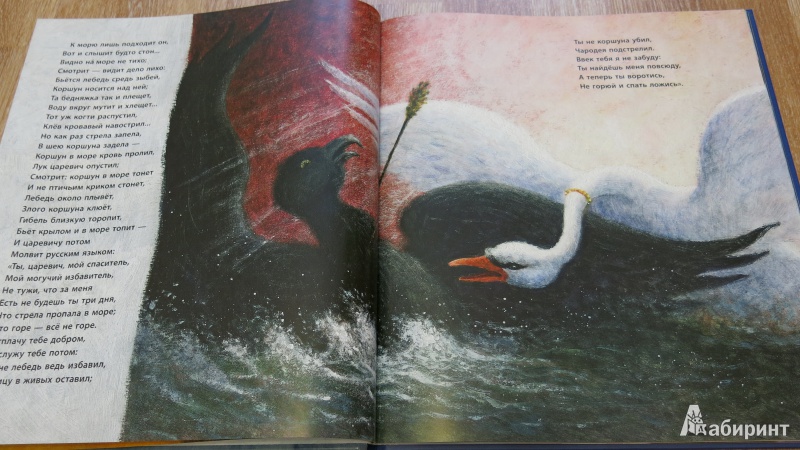 К морю лишь подходит он,
Вот и слышит будто стон...
Видно на море не тихо:
Смотрит — видит дело лихо:
Бьётся лебедь средь зыбей,
Коршун носится над ней;
Та бедняжка так и плещет,
Воду вкруг мутит и хлещет...
Тот уж когти распустил,
Клёв кровавый навострил...
Но как раз стрела запела,
В шею коршуна задела —
Коршун в море кровь пролил,
Лук царевич опустил;
Смотрит: коршун в море тонет
И не птичьим криком стонет,
Лебедь около плывёт,
Злого коршуна клюёт,
Гибель близкую торопит,
Бьёт крылом и в море топит —
И царевичу потом
Молвит русским языком:
«Ты, царевич, мой спаситель,
Мой могучий избавитель,
Не тужи, что за меня
Есть не будешь ты три дня,
Что стрела пропала в море;
то горе — всё не горе.
плачу тебе добром,
служу тебе потом:
не лебедь ведь избавил,
ицу в живых оставил;
Ты не коршуна убил,
Чародея подстрелил.
Ввек тебя я не забуду:
Ты найдёшь меня повсюду,
А теперь ты воротись,
Не горюй и спать ложись».
Лабиринт